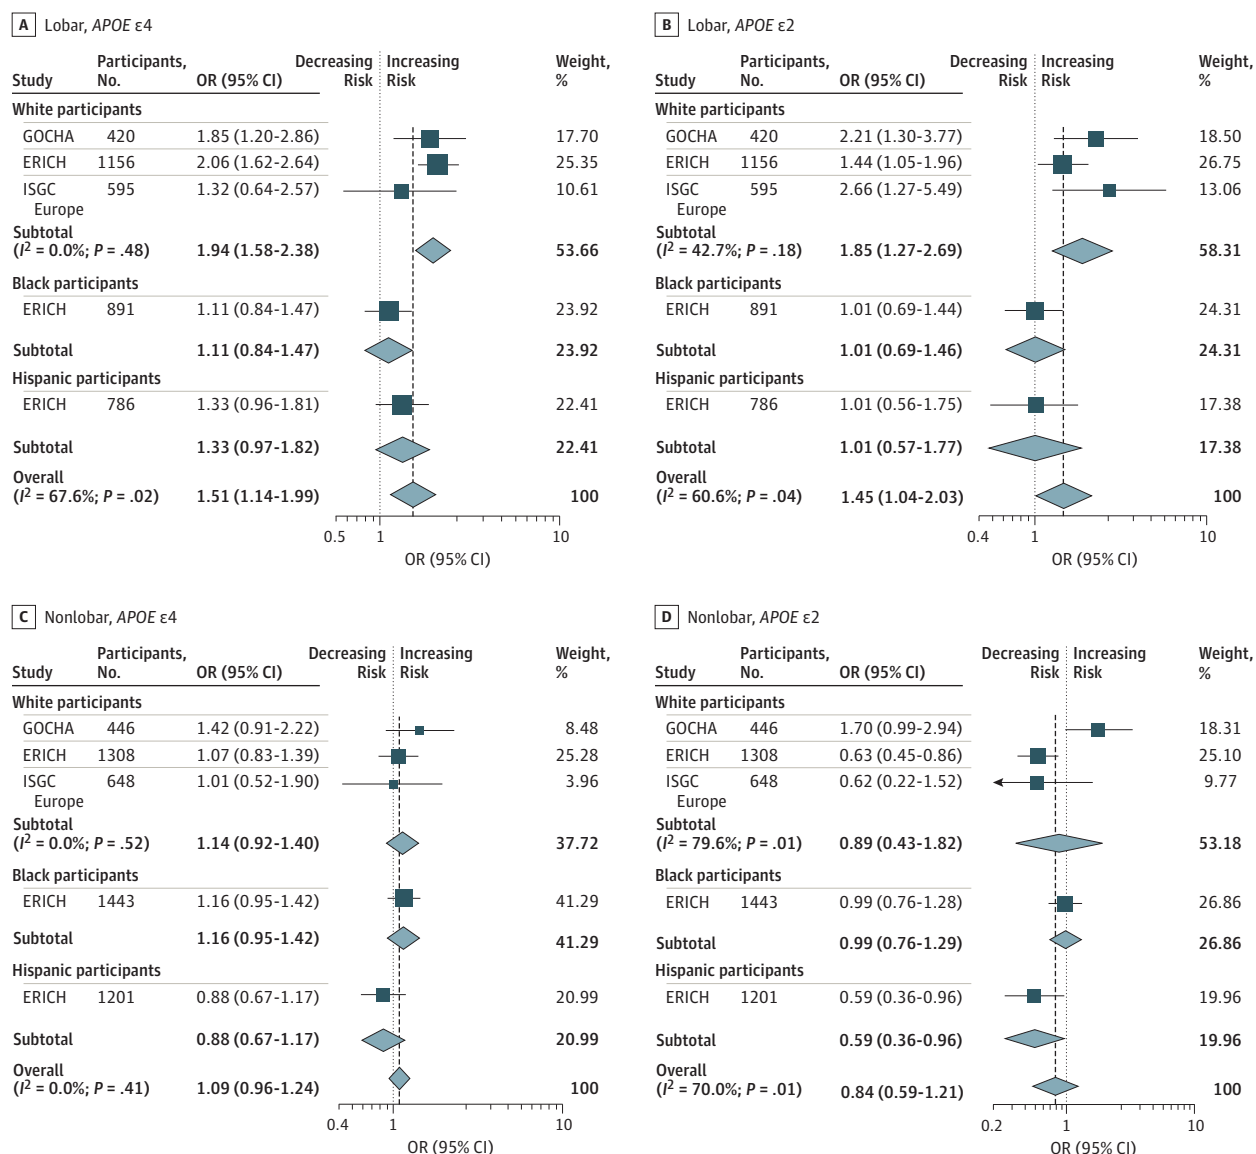 A Lobar, APOE ε4
Participants, Decreasing Increasing Weight,
Study No. OR (95% CI) Risk Risk %
White participants
GOCHA 420 1.85 (1.20-2.86) 17.70
ERICH 1156 2.06 (1.62-2.64) 25.35
ISGC 595 1.32 (0.64-2.57) 10.61
Europe
Subtotal
(I² = 0.0%; P = .48) 1.94 (1.58-2.38) 53.66
Black participants
ERICH 891 1.11 (0.84-1.47) 23.92
Subtotal 1.11 (0.84-1.47) 23.92
Hispanic participants
ERICH 786 1.33 (0.96-1.81) 22.41
Subtotal 1.33 (0.97-1.82) 22.41
Overall
(I² = 67.6%; P = .02) 1.51 (1.14-1.99) 100
0.5 1 10
OR (95% CI)
B Lobar, APOE ε2
Participants, Decreasing Increasing Weight,
Study No. OR (95% CI) Risk Risk %
White participants
GOCHA 420 2.21 (1.30-3.77) 18.50
ERICH 1156 1.44 (1.05-1.96) 26.75
ISGC 595 2.66 (1.27-5.49) 13.06
Europe
Subtotal
(I² = 42.7%; P = .18) 1.85 (1.27-2.69) 58.31
Black participants
ERICH 891 1.01 (0.69-1.44) 24.31
Subtotal 1.01 (0.69-1.46) 24.31
Hispanic participants
ERICH 786 1.01 (0.56-1.75) 17.38
Subtotal 1.01 (0.57-1.77) 17.38
Overall
(I² = 60.6%; P = .04) 1.45 (1.04-2.03) 100
0.4 1 10
OR (95% CI)
C Nonlobar, APOE ε4
Participants, Decreasing Increasing Weight,
Study No. OR (95% CI) Risk Risk %
White participants
GOCHA 446 1.42 (0.91-2.22) 8.48
ERICH 1308 1.07 (0.83-1.39) 25.28
ISGC 648 1.01 (0.52-1.90) 3.96
Europe
Subtotal
(I² = 0.0%; P = .52) 1.14 (0.92-1.40) 37.72
Black participants
ERICH 1443 1.16 (0.95-1.42) 41.29
Subtotal 1.16 (0.95-1.42) 41.29
Hispanic participants
ERICH 1201 0.88 (0.67-1.17) 20.99
Subtotal 0.88 (0.67-1.17) 20.99
Overall
(I² = 0.0%; P = .41) 1.09 (0.96-1.24) 100
0.4 1 10
OR (95% CI)
D Nonlobar, APOE ε2
Participants, Decreasing Increasing Weight,
Study No. OR (95% CI) Risk Risk %
White participants
GOCHA 446 1.70 (0.99-2.94) 18.31
ERICH 1308 0.63 (0.45-0.86) 25.10
ISGC 648 0.62 (0.22-1.52) 9.77
Europe
Subtotal
(I² = 79.6%; P = .01) 0.89 (0.43-1.82) 53.18
Black participants
ERICH 1443 0.99 (0.76-1.28) 26.86
Subtotal 0.99 (0.76-1.29) 26.86
Hispanic participants
ERICH 1201 0.59 (0.36-0.96) 19.96
Subtotal 0.59 (0.36-0.96) 19.96
Overall
(I² = 70.0%; P = .01) 0.84 (0.59-1.21) 100
0.2 1 10
OR (95% CI)